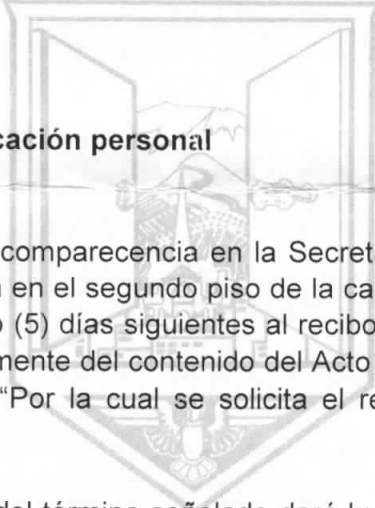 cación personal
comparecencia en la Secreta
en el segundo piso de la ca
o (5) días siguientes al recibo
mente del contenido del Acto
"Por la cual se solicita el re
del término señalado dará lu